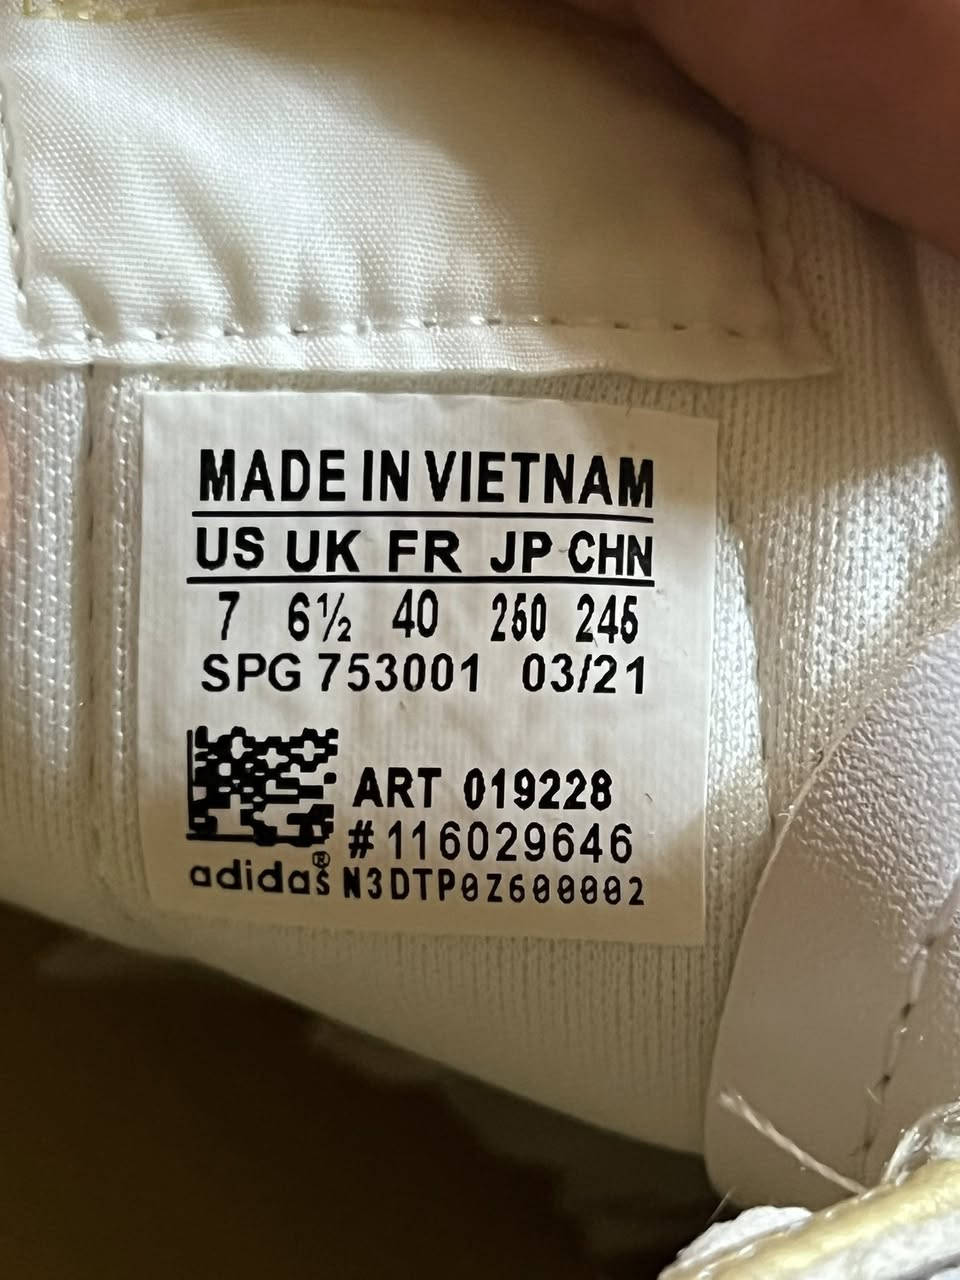 MADE IN VIETNAM
US UK FR JP CHN
7 6½ 40 250 245
SPG 753001 03/21
ART 019228
#116029646
adidas® N3DTP0Z600002